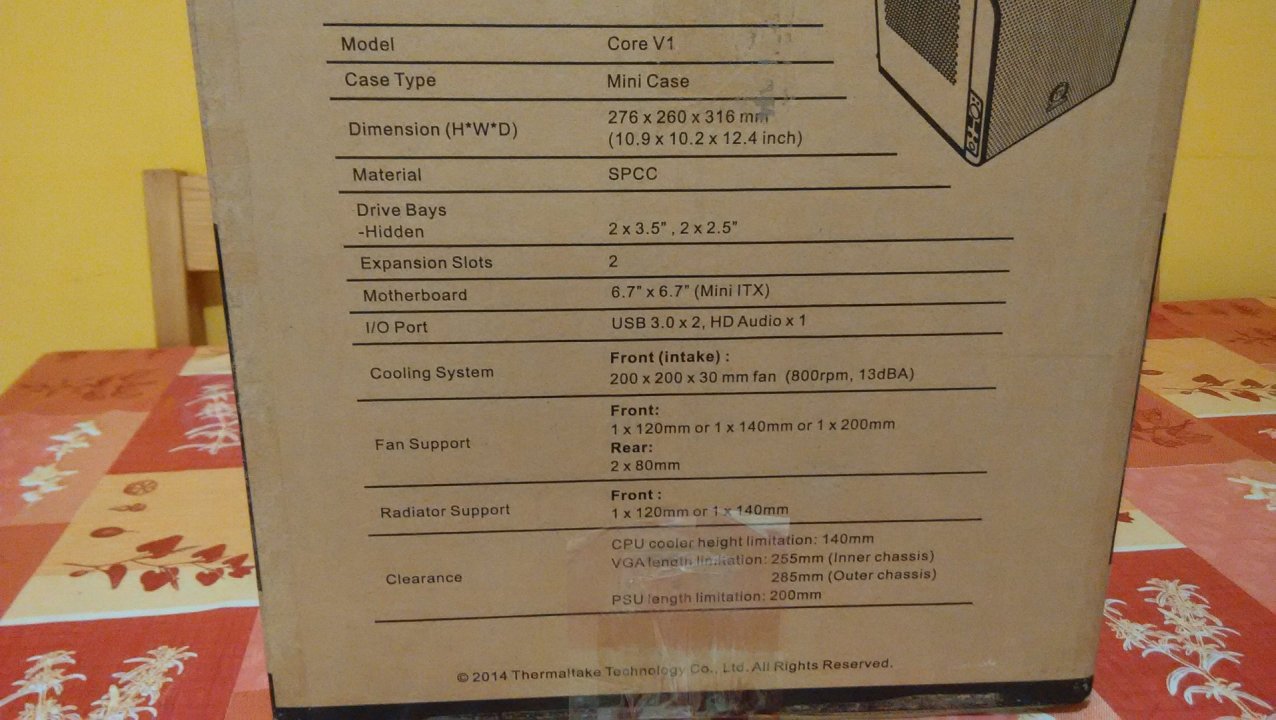 Model Core V1
Case Type Mini Case
Dimension (H*W*D) 276 x 260 x 316 mm
(10.9 x 10.2 x 12.4 inch)
Material SPCC
Drive Bays
-Hidden 2 x 3.5" , 2 x 2.5"
Expansion Slots 2
Motherboard 6.7" x 6.7" (Mini ITX)
I/O Port USB 3.0 x 2, HD Audio x 1
Cooling System Front (intake) :
200 x 200 x 30 mm fan (800rpm, 13dBA)
Fan Support Front:
1 x 120mm or 1 x 140mm or 1 x 200mm
Rear:
2 x 80mm
Radiator Support Front :
1 x 120mm or 1 x 140mm
Clearance CPU cooler height limitation: 140mm
VGA length limitation: 255mm (Inner chassis)
285mm (Outer chassis)
PSU length limitation: 200mm
© 2014 Thermaltake Technology Co., Ltd. All Rights Reserved.